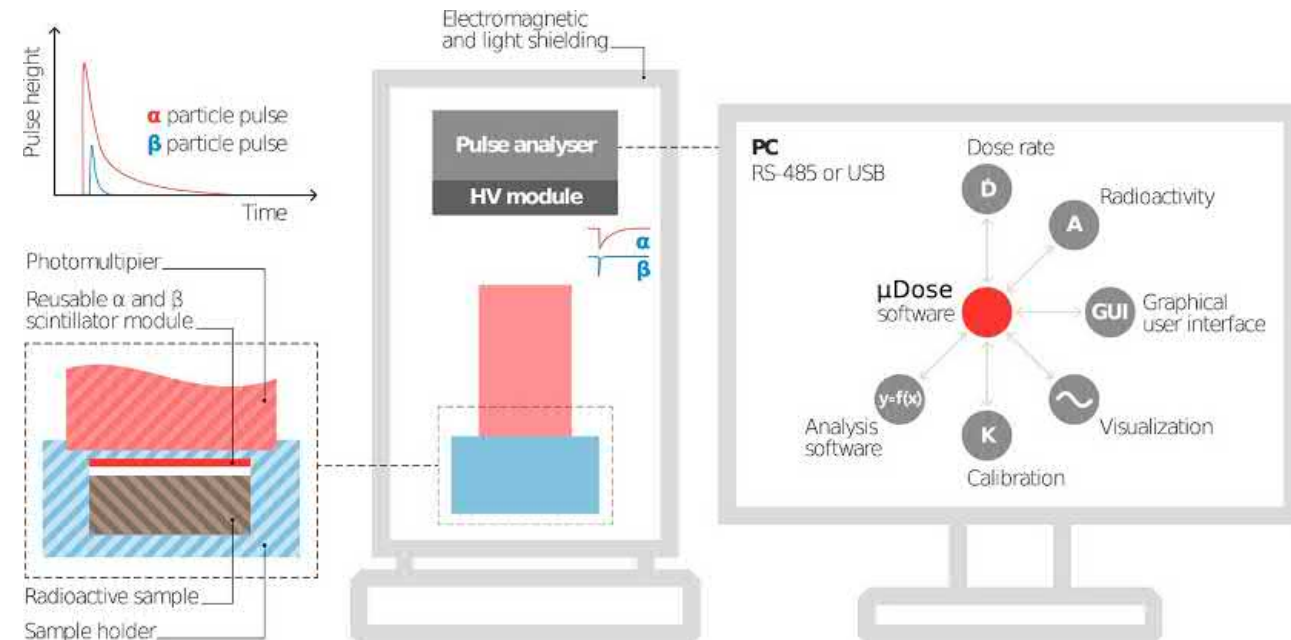 Electromagnetic
and light shielding
Pulse height
α particle pulse
β particle pulse
Time
Pulse analyser
HV module
α
β
Photomultipier
Reusable α and β
scintillator module
Radioactive sample
Sample holder
PC
RS-485 or USB
Dose rate
Ḋ
Radioactivity
A
µDose
software
GUI
Graphical
user interface
y=f(x)
Analysis
software
K
Calibration
Visualization